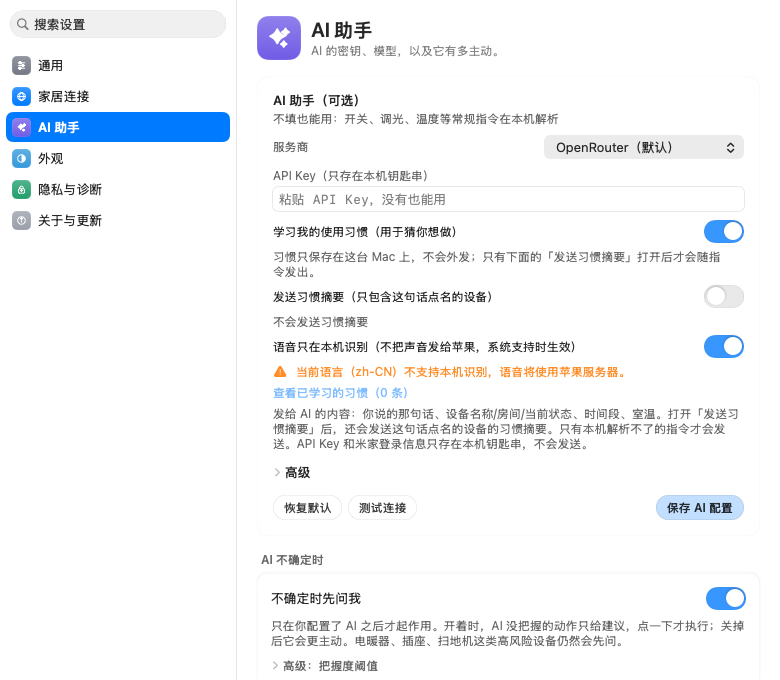 搜索设置
通用
家居连接
AI 助手
外观
隐私与诊断
关于与更新
AI 助手
AI 的密钥、模型，以及它有多主动。
AI 助手（可选）
不填也能用：开关、调光、温度等常规指令在本机解析
服务商
OpenRouter（默认）
API Key（只存在本机钥匙串）
粘贴 API Key，没有也能用
学习我的使用习惯（用于猜你想做）
习惯只保存在这台 Mac 上，不会外发；只有下面的「发送习惯摘要」打开后才会随指
令发出。
发送习惯摘要（只包含这句话点名的设备）
不会发送习惯摘要
语音只在本机识别（不把声音发给苹果，系统支持时生效）
当前语言（zh-CN）不支持本机识别，语音将使用苹果服务器。
查看已学习的习惯（0 条）
发给 AI 的内容：你说的那句话、设备名称/房间/当前状态、时间段、室温。打开「发送习
惯摘要」后，还会发送这句话点名的设备的习惯摘要。只有本机解析不了的指令才会发
送。API Key 和米家登录信息只存在本机钥匙串，不会发送。
高级
恢复默认
测试连接
保存 AI 配置
AI 不确定时
不确定时先问我
只在你配置了 AI 之后才起作用。开着时，AI 没把握的动作只给建议，点一下才执行；关掉
后它会更主动。电暖器、插座、扫地机这类高风险设备仍然会先问。
高级：把握度阈值